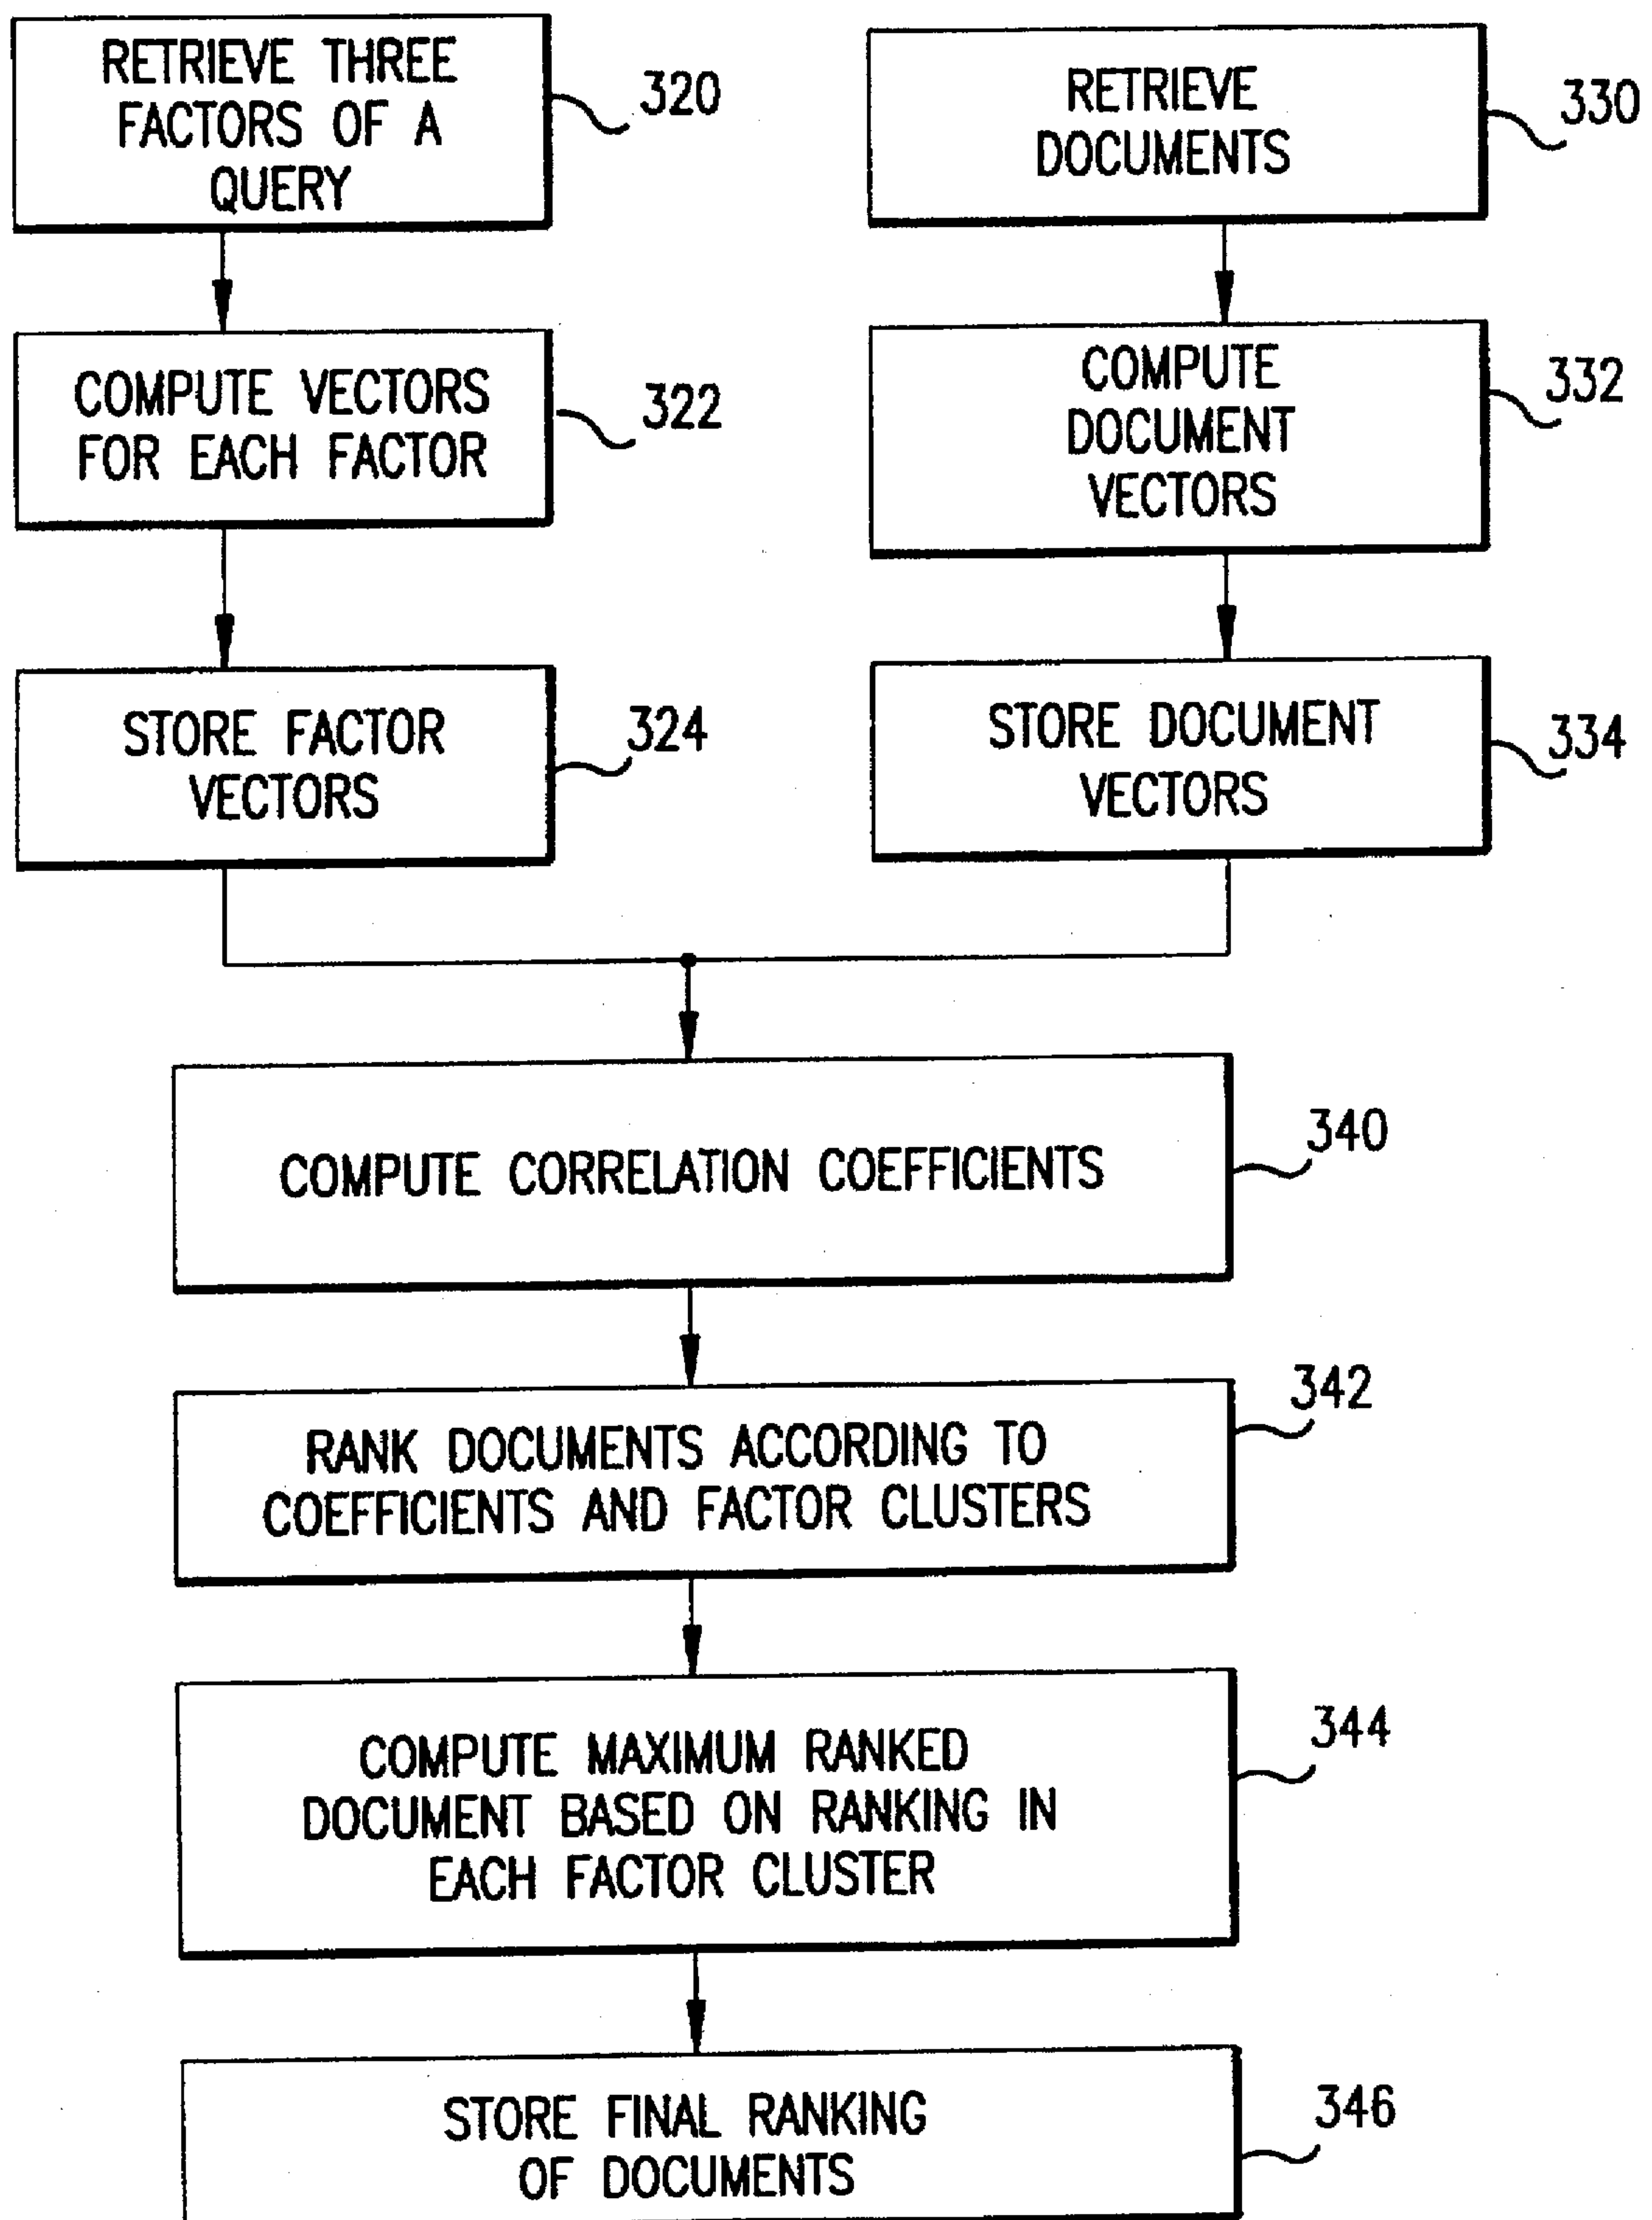 RETRIEVE THREE
FACTORS OF A
QUERY
320
RETRIEVE
DOCUMENTS
330
COMPUTE VECTORS
FOR EACH FACTOR
322
COMPUTE
DOCUMENT
VECTORS
332
STORE FACTOR
VECTORS
324
STORE DOCUMENT
VECTORS
334
COMPUTE CORRELATION COEFFICIENTS
340
RANK DOCUMENTS ACCORDING TO
COEFFICIENTS AND FACTOR CLUSTERS
342
COMPUTE MAXIMUM RANKED
DOCUMENT BASED ON RANKING IN
EACH FACTOR CLUSTER
344
STORE FINAL RANKING
OF DOCUMENTS
346